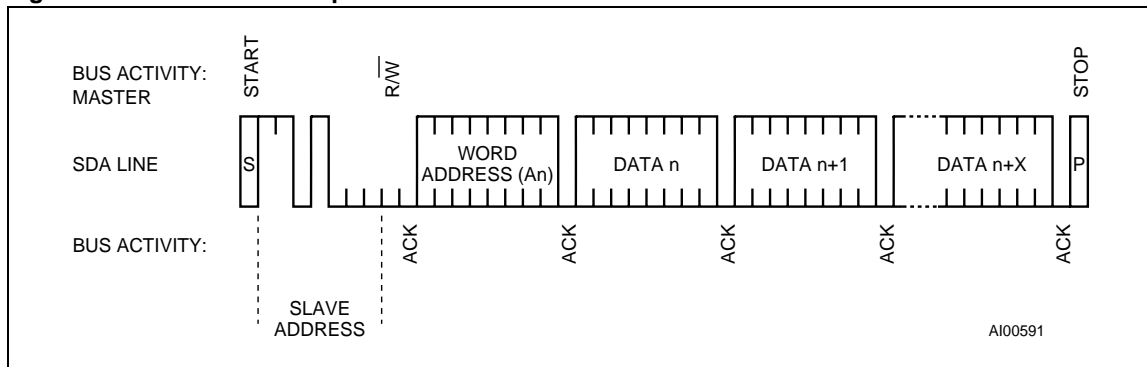 START
R/W
STOP
BUS ACTIVITY:
MASTER
SDA LINE
S
WORD
ADDRESS (An)
DATA n
DATA n+1
DATA n+X
P
BUS ACTIVITY:
ACK
ACK
ACK
ACK
ACK
SLAVE
ADDRESS
AI00591